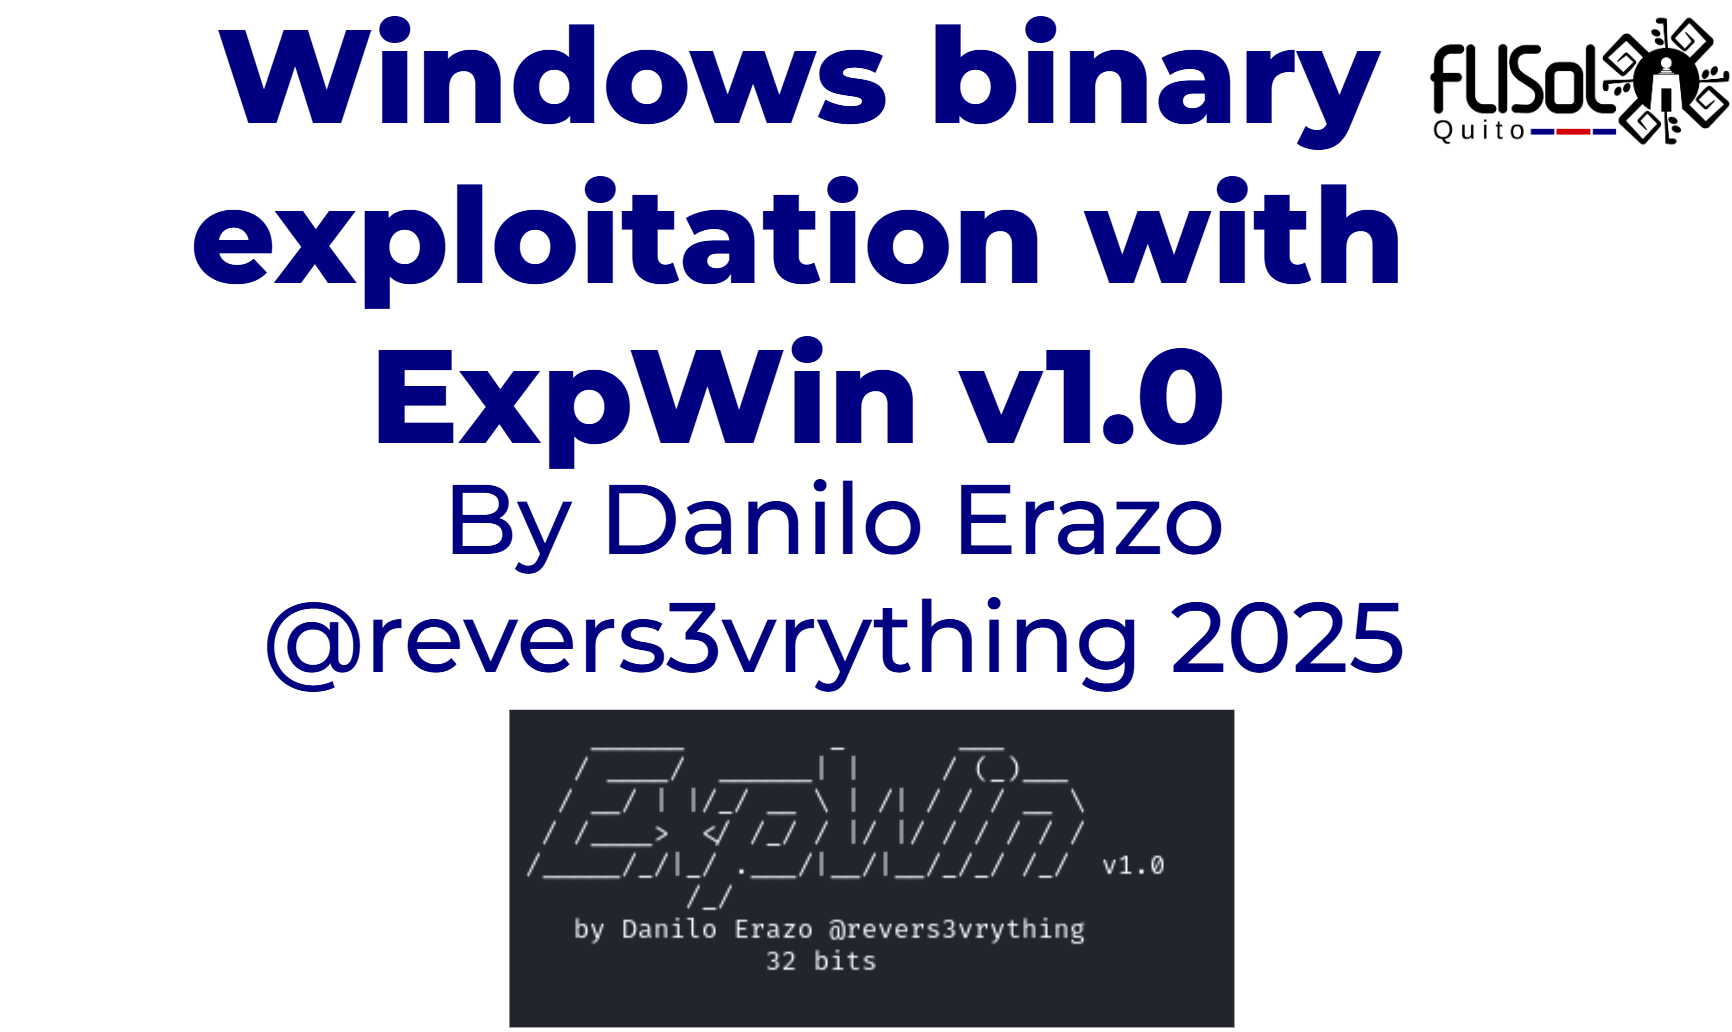 Windows binary
exploitation with
ExpWin v1.0
By Danilo Erazo
@revers3vrything 2025
FLISoL
Quito
ExpWin
v1.0
by Danilo Erazo @revers3vrything
32 bits